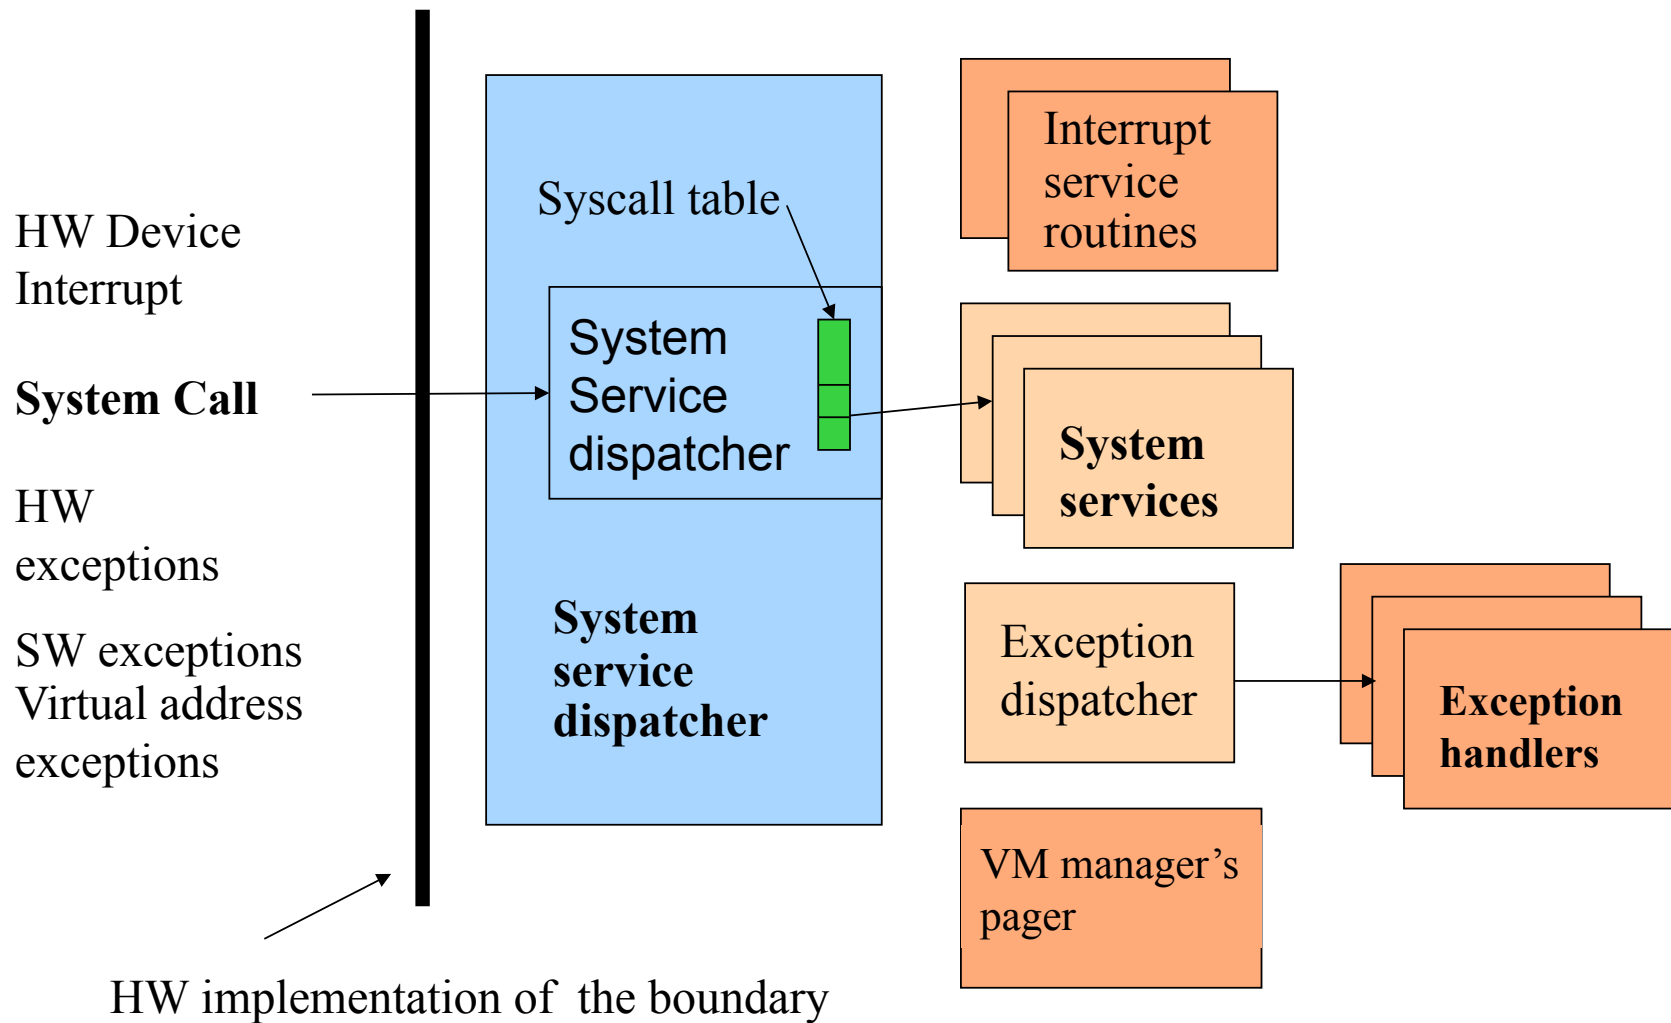 HW Device
Interrupt
System Call
HW
exceptions
SW exceptions
Virtual address
exceptions
Syscall table
System
Service
dispatcher
System
service
dispatcher
Interrupt
service
routines
System
services
Exception
dispatcher
Exception
handlers
VM manager’s
pager
HW implementation of the boundary